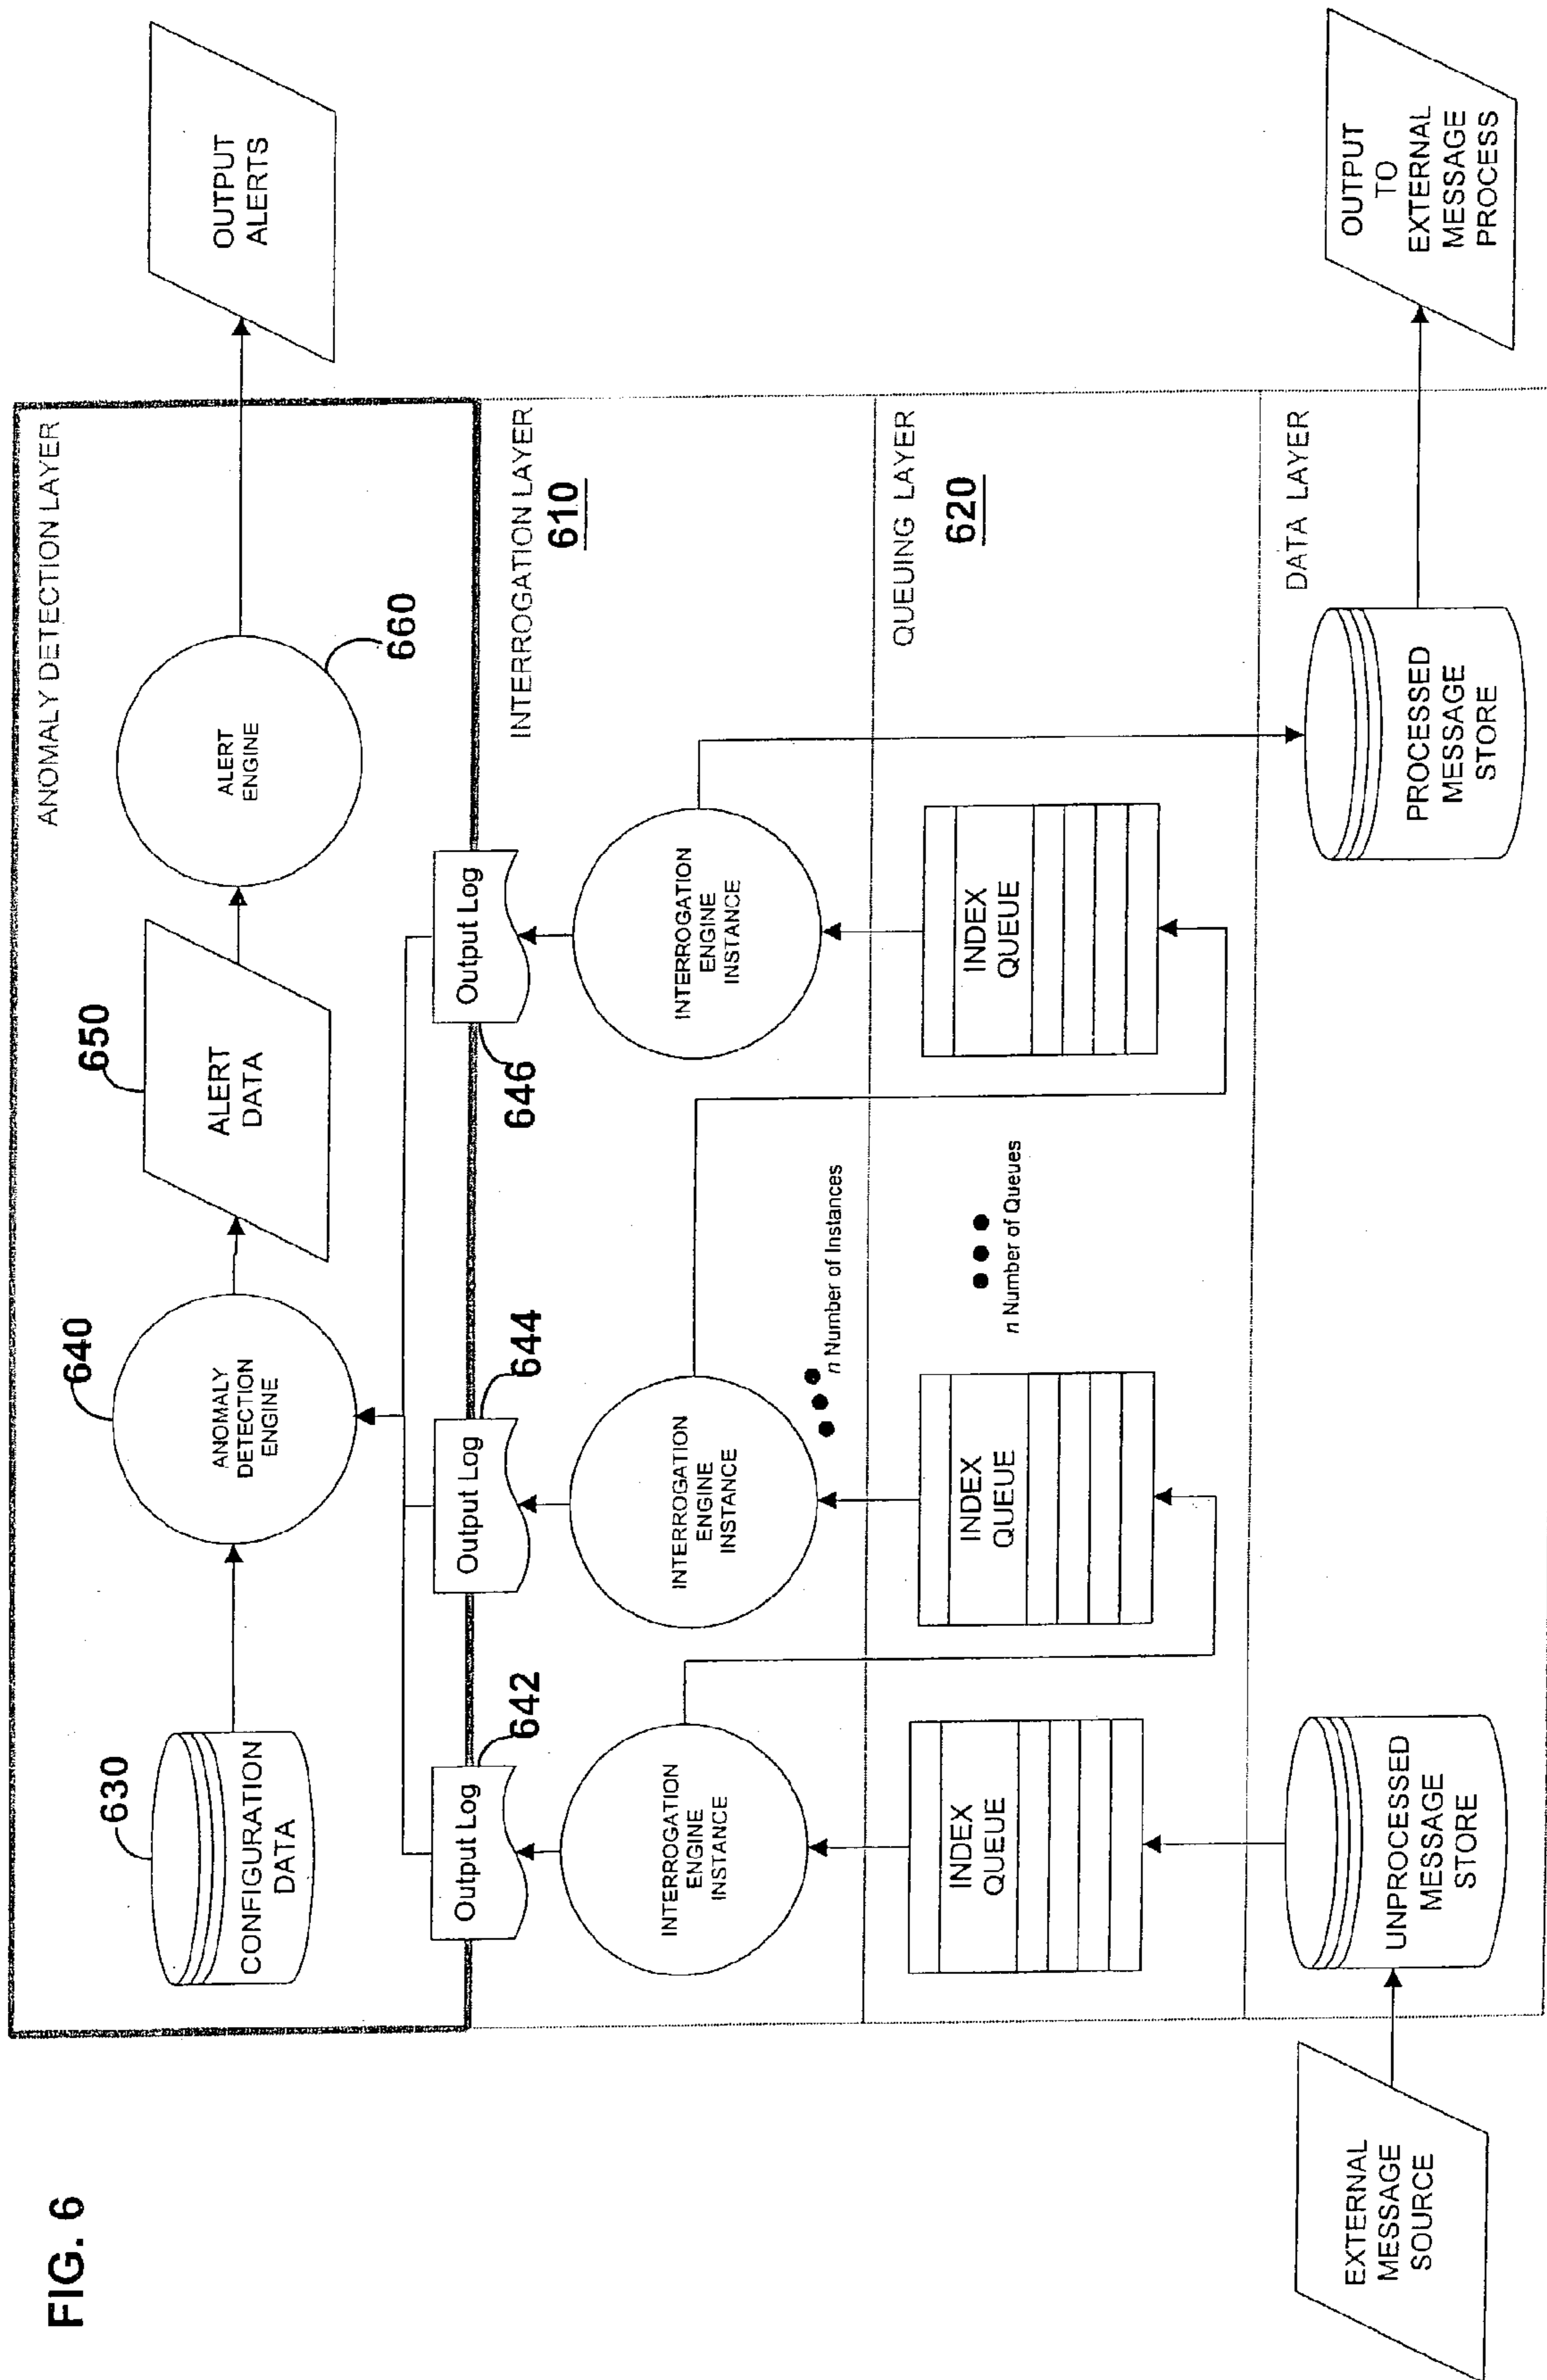 FIG. 6
ANOMALY DETECTION LAYER
630
CONFIGURATION
DATA
640
ANOMALY
DETECTION
ENGINE
650
ALERT
DATA
ALERT
ENGINE
660
OUTPUT
ALERTS
Output Log
642
Output Log
644
Output Log
646
INTERROGATION LAYER
610
INTERROGATION
ENGINE
INSTANCE
INTERROGATION
ENGINE
INSTANCE
n Number of Instances
INTERROGATION
ENGINE
INSTANCE
QUEUING LAYER
620
INDEX
QUEUE
INDEX
QUEUE
n Number of Queues
INDEX
QUEUE
DATA LAYER
EXTERNAL
MESSAGE
SOURCE
UNPROCESSED
MESSAGE
STORE
PROCESSED
MESSAGE
STORE
OUTPUT
TO
EXTERNAL
MESSAGE
PROCESS